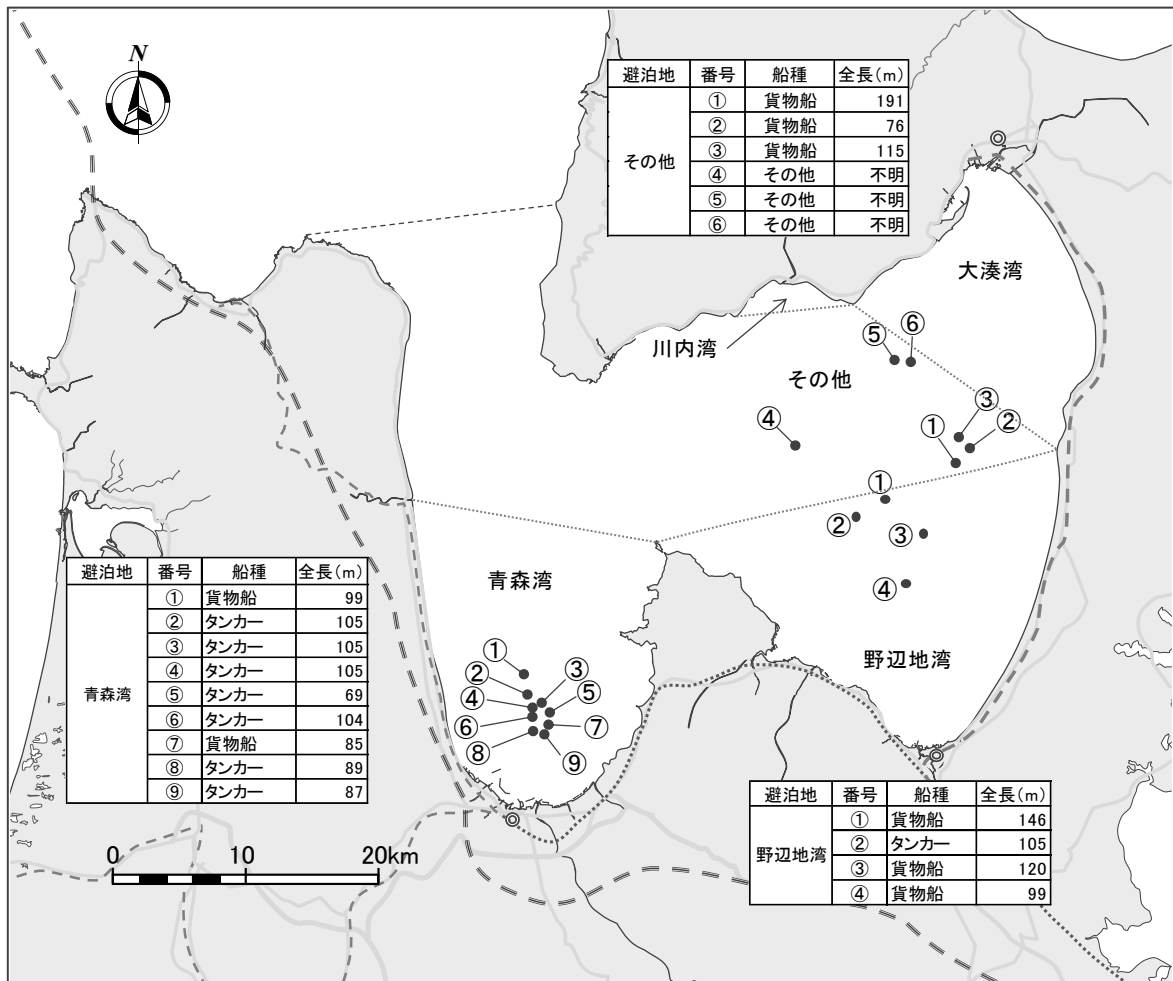 N
避泊地 番号 船種 全長(m)
その他
① 貨物船 191
② 貨物船 76
③ 貨物船 115
④ その他 不明
⑤ その他 不明
⑥ その他 不明
大湊湾
川内湾
その他
⑤ ⑥
④
③
① ②
①
②
③
④
青森湾
野辺地湾
①
② ③
④ ⑤
⑥ ⑦
⑧ ⑨
避泊地 番号 船種 全長(m)
青森湾
① 貨物船 99
② タンカー 105
③ タンカー 105
④ タンカー 105
⑤ タンカー 69
⑥ タンカー 104
⑦ 貨物船 85
⑧ タンカー 89
⑨ タンカー 87
避泊地 番号 船種 全長(m)
野辺地湾
① 貨物船 146
② タンカー 105
③ 貨物船 120
④ 貨物船 99
0 10 20km